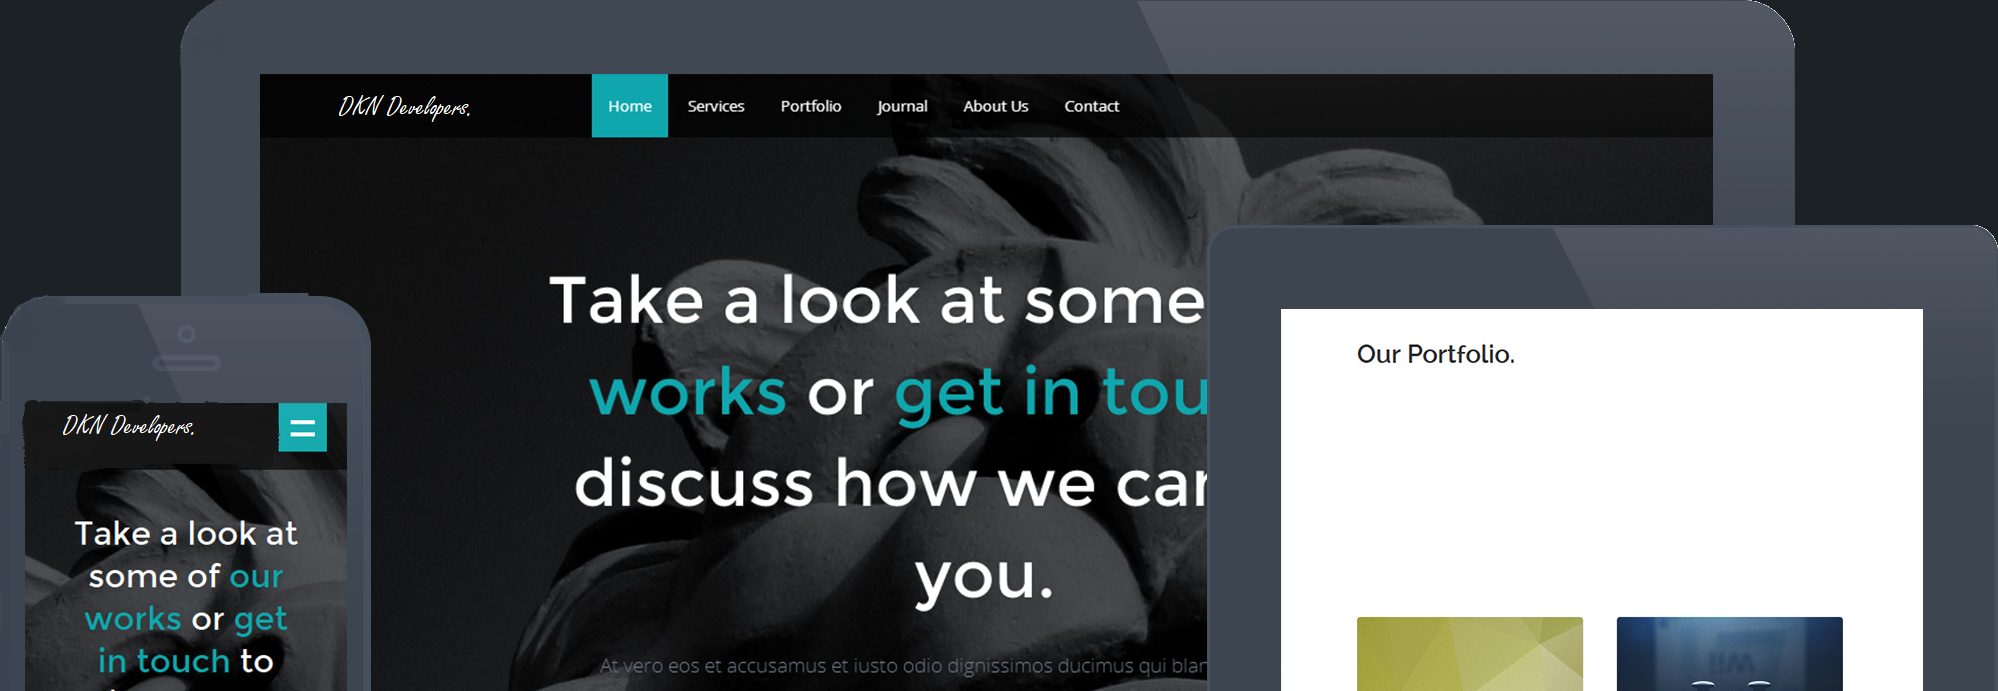 DKN Developers.
Home Services Portfolio Journal About Us Contact
Take a look at some
works or get in tou
discuss how we can
you.
At vero eos et accusamus et iusto odio dignissimos ducimus qui blan
DKN Developers.
Take a look at
some of our
works or get
in touch to
Our Portfolio.